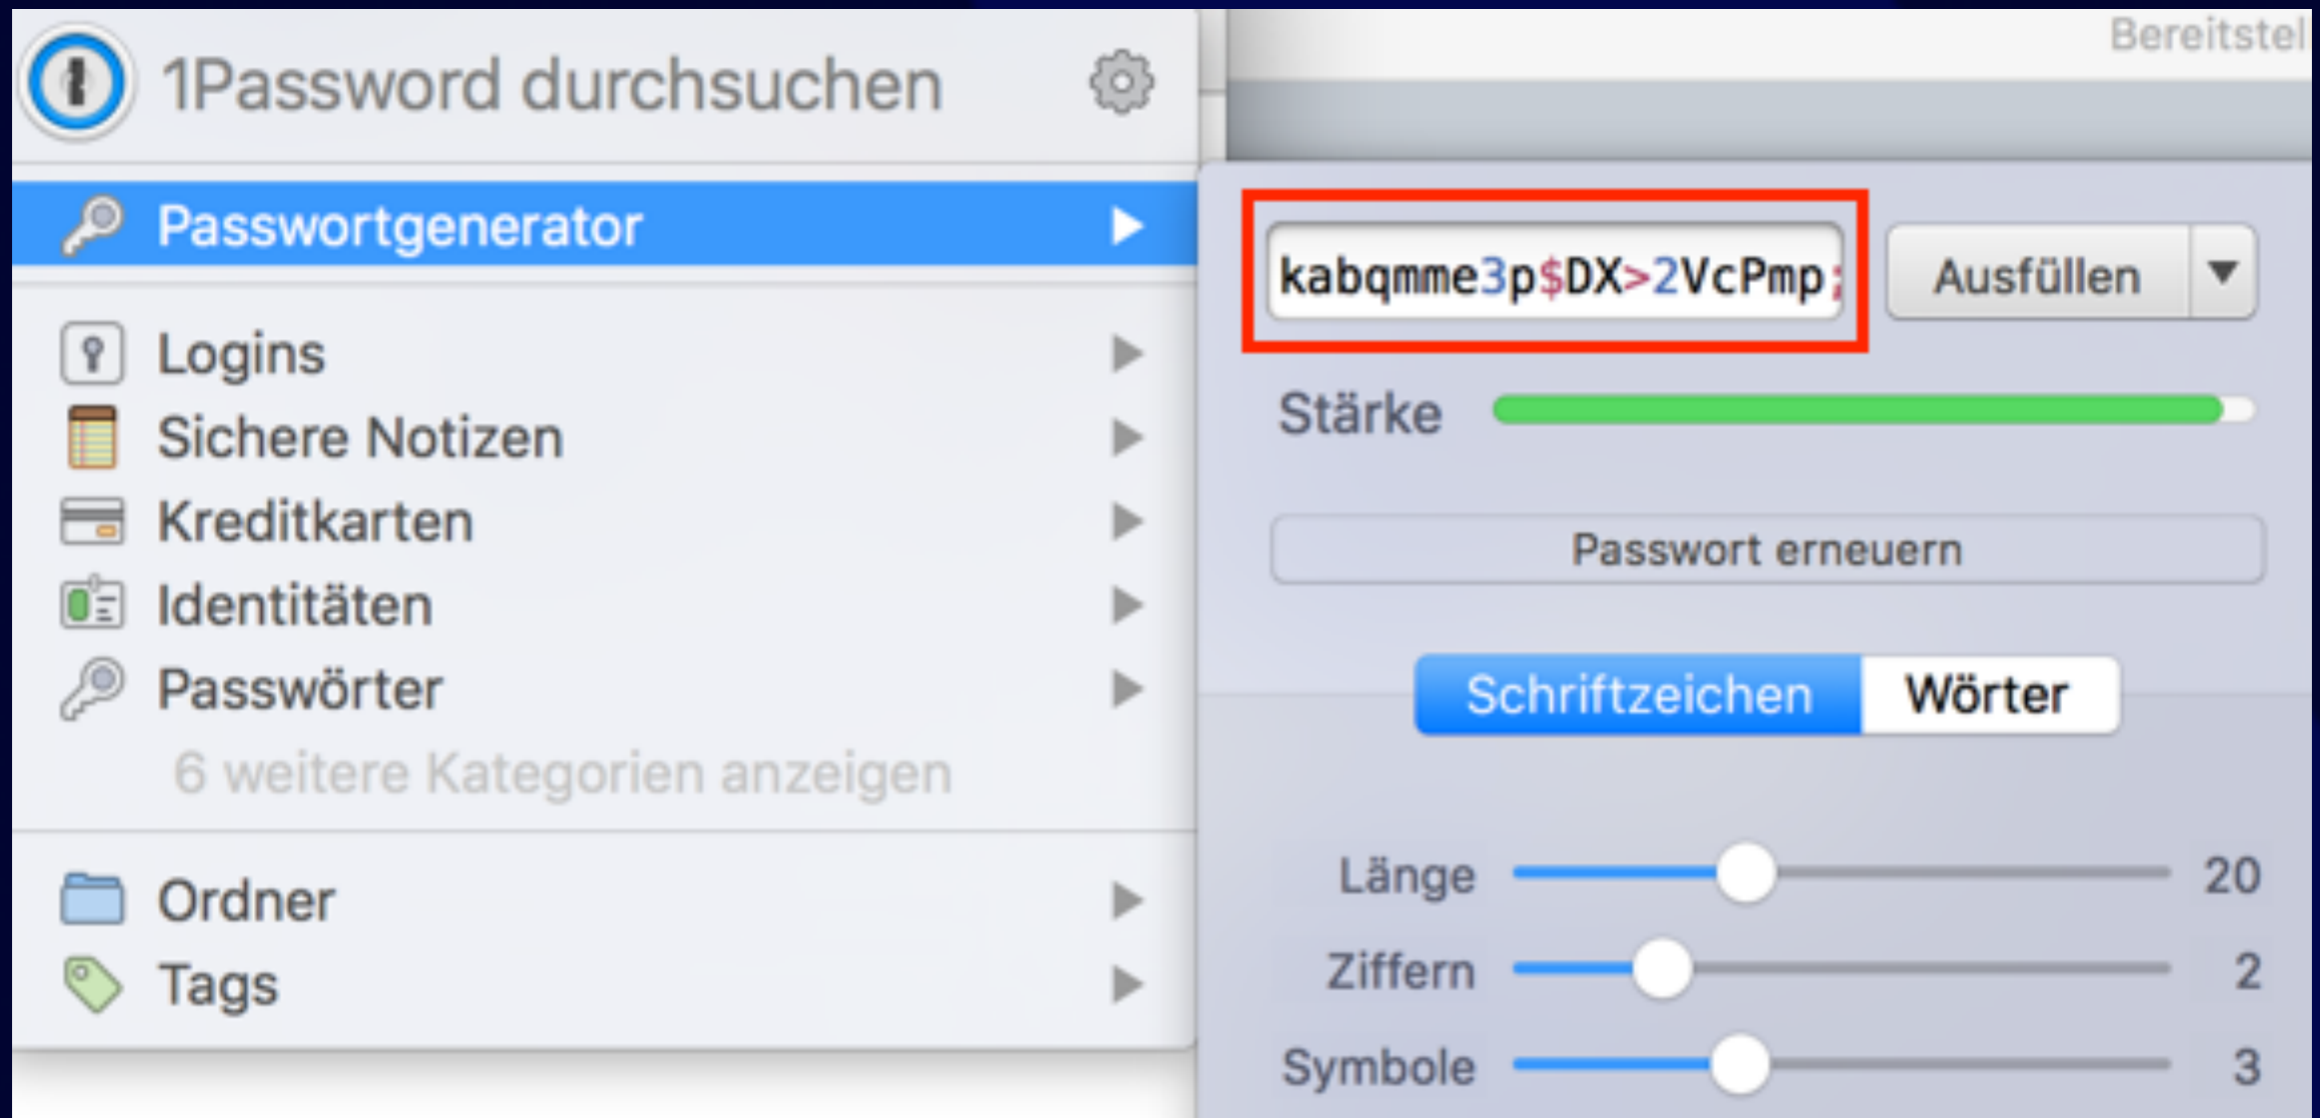 1Password durchsuchen
Passwortgenerator
Logins
Sichere Notizen
Kreditkarten
Identitäten
Passwörter
6 weitere Kategorien anzeigen
Ordner
Tags
Bereitstel
kabqmme3p$DX>2VcPmp;
Ausfüllen
Stärke
Passwort erneuern
Schriftzeichen Wörter
Länge 20
Ziffern 2
Symbole 3